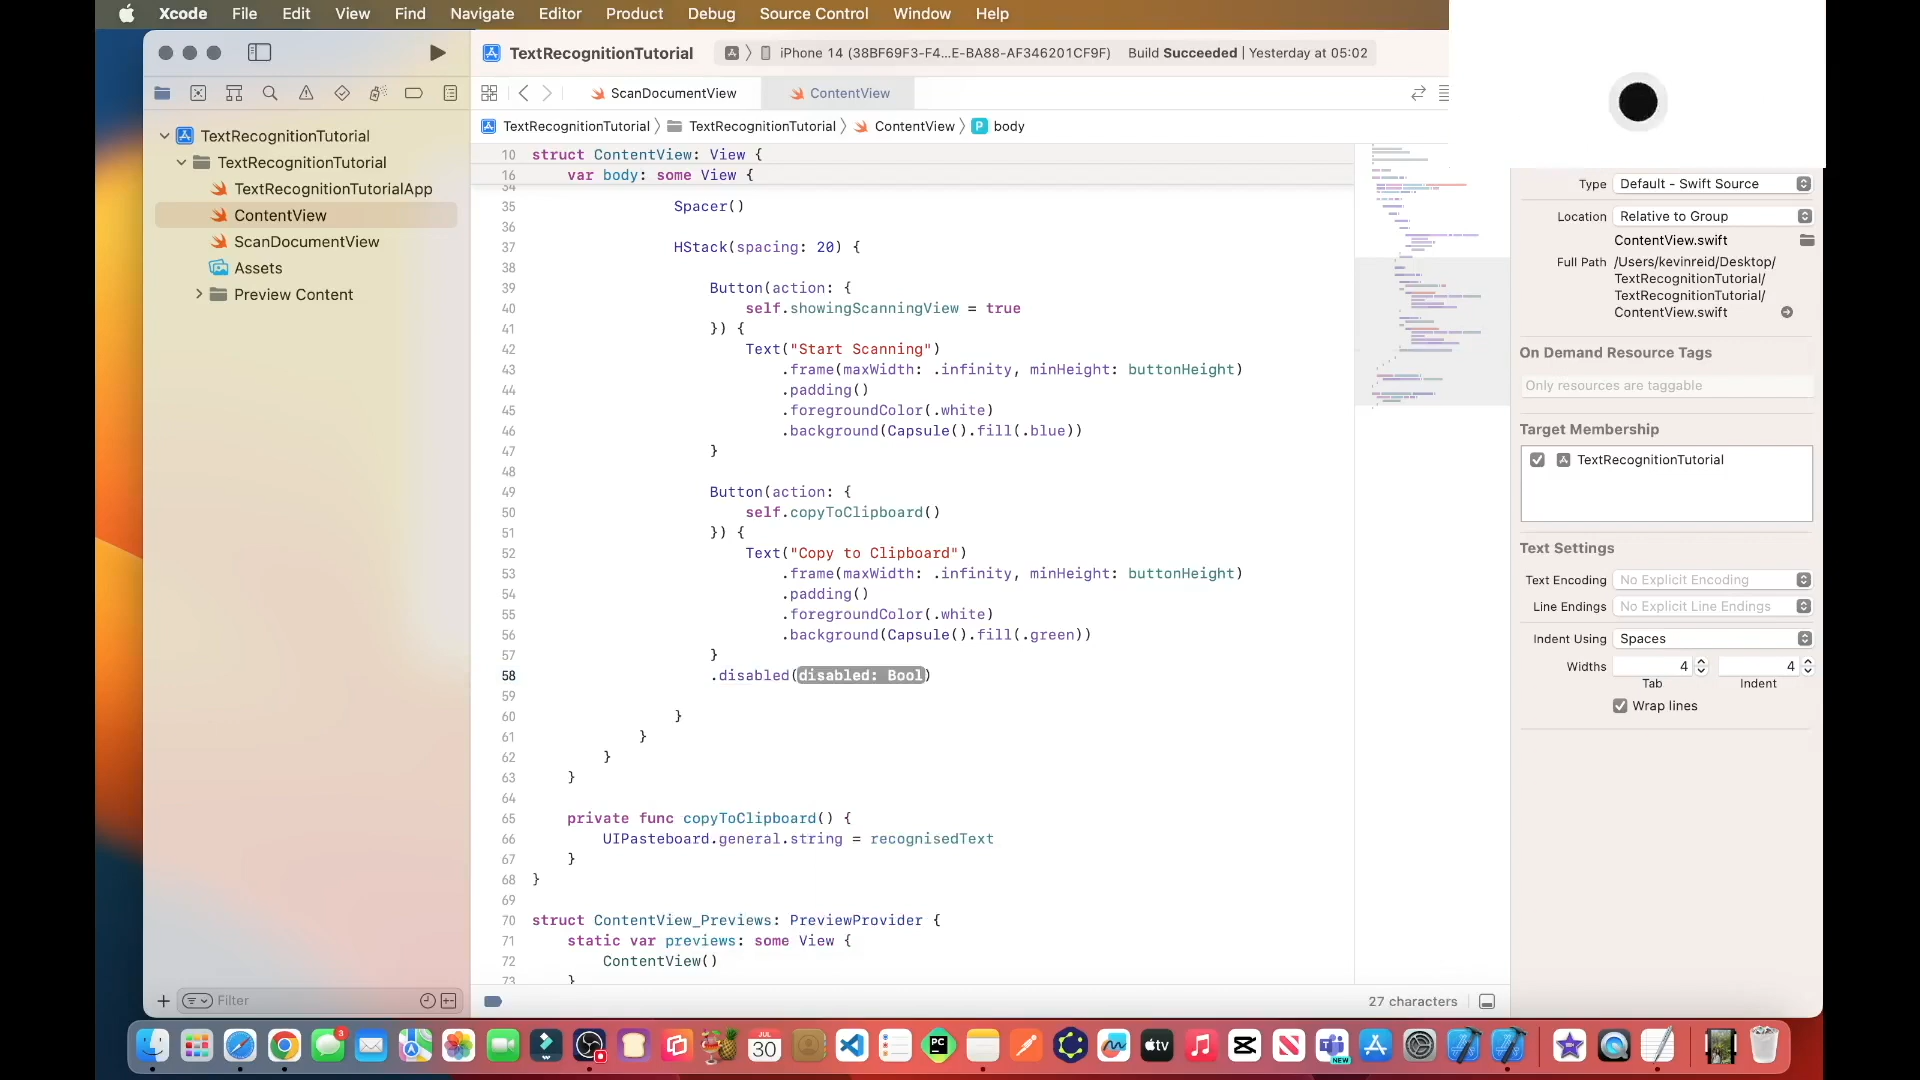 Xcode File Edit View Find Navigate Editor Product Debug Source Control Window Help
TextRecognitionTutorial
iPhone 14 (38BF69F3-F4...E-BA88-AF346201CF9F) Build Succeeded | Yesterday at 05:02
ScanDocumentView ContentView
TextRecognitionTutorial TextRecognitionTutorial ContentView P body
TextRecognitionTutorial
TextRecognitionTutorial
TextRecognitionTutorialApp
ContentView
ScanDocumentView
Assets
Preview Content
Filter
10 struct ContentView: View {
16 var body: some View {
34
35 Spacer()
36
37 HStack(spacing: 20) {
38
39 Button(action: {
40 self.showingScanningView = true
41 }) {
42 Text("Start Scanning")
43 .frame(maxWidth: .infinity, minHeight: buttonHeight)
44 .padding()
45 .foregroundColor(.white)
46 .background(Capsule().fill(.blue))
47 }
48
49 Button(action: {
50 self.copyToClipboard()
51 }) {
52 Text("Copy to Clipboard")
53 .frame(maxWidth: .infinity, minHeight: buttonHeight)
54 .padding()
55 .foregroundColor(.white)
56 .background(Capsule().fill(.green))
57 }
58 .disabled(disabled: Bool)
59
60 }
61 }
62 }
63 }
64
65 private func copyToClipboard() {
66 UIPasteboard.general.string = recognisedText
67 }
68 }
69
70 struct ContentView_Previews: PreviewProvider {
71 static var previews: some View {
72 ContentView()
73 }
27 characters
Type Default - Swift Source
Location Relative to Group
ContentView.swift
Full Path /Users/kevinreid/Desktop/
TextRecognitionTutorial/
TextRecognitionTutorial/
ContentView.swift
On Demand Resource Tags
Only resources are taggable
Target Membership
TextRecognitionTutorial
Text Settings
Text Encoding No Explicit Encoding
Line Endings No Explicit Line Endings
Indent Using Spaces
Widths 4 4
Tab Indent
Wrap lines
3
JUL
30
PC
tv
NEW